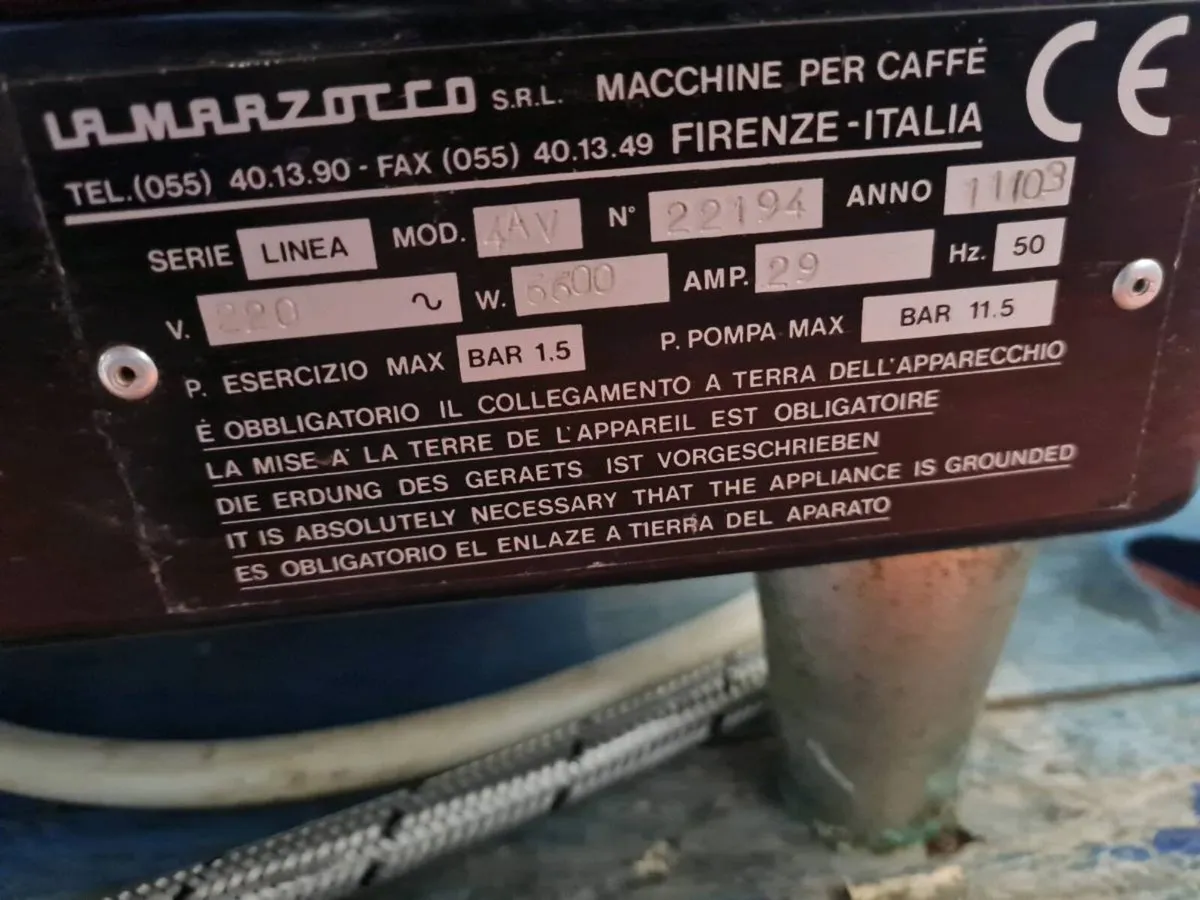 LA MARZOCCO S.R.L. MACCHINE PER CAFFÉ
TEL.(055) 40.13.90 - FAX (055) 40.13.49 FIRENZE - ITALIA
CE
SERIE LINEA MOD. 4AV N° 22194 ANNO 11/03
V. 220 ~ W. 6600 AMP. 29 Hz. 50
P. ESERCIZIO MAX BAR 1.5 P. POMPA MAX BAR 11.5
É OBBLIGATORIO IL COLLEGAMENTO A TERRA DELL'APPARECCHIO
LA MISE A' LA TERRE DE L'APPAREIL EST OBLIGATOIRE
DIE ERDUNG DES GERAETS IST VORGESCHRIEBEN
IT IS ABSOLUTELY NECESSARY THAT THE APPLIANCE IS GROUNDED
ES OBLIGATORIO EL ENLAZE A TIERRA DEL APARATO